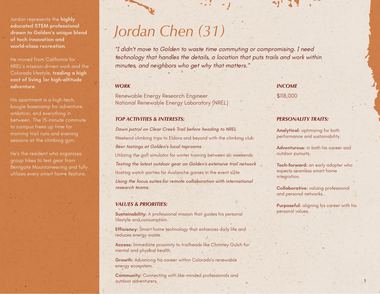 Jordan represents the highly
educated STEM professional
drawn to Golden's unique blend
of tech innovation and
world-class recreation.
He moved from California for
NREL's mission-driven work and the
Colorado lifestyle, trading a high
cost of living for high-altitude
adventure.
His apartment is a high-tech,
bougie basecamp for adventure,
ambition, and everything in
between. The 15-minute commute
to campus frees up time for
morning trail runs and evening
sessions at the climbing gym.
He's the resident who organizes
group hikes to test gear from
Bentgate Mountaineering and fully
utilizes every smart home feature.
Jordan Chen (31)
"I didn't move to Golden to waste time commuting or compromising. I need
technology that handles the details, a location that puts trails and work within
minutes, and neighbors who get why that matters."
WORK
Renewable Energy Research Engineer
National Renewable Energy Laboratory (NREL)
INCOME
$118,000
TOP ACTIVITIES & INTERESTS:
Dawn patrol on Clear Creek Trail before heading to NREL
Weekend climbing trips to Eldora and beyond with the climbing club
Beer tastings at Golden's local taprooms
Utilizing the golf simulator for winter training between ski weekends
Testing the latest outdoor gear on Golden's extensive trail network
Hosting watch parties for Avalanche games in the event suite
Using the focus suites for remote collaboration with international
research teams.
PERSONALITY TRAITS:
Analytical: optimizing for both
performance and sustainability.
Adventurous: in both his career and
outdoor pursuits.
Tech-forward: an early adopter who
expects seamless smart home
integration.
Collaborative: valuing professional
and personal networks.
Purposeful: aligning his career with his
personal values.
VALUES & PRIORITIES:
Sustainability: A professional mission that guides his personal
lifestyle and consumption.
Efficiency: Smart home technology that enhances daily life and
reduces energy waste.
Access: Immediate proximity to trailheads like Chimney Gulch for
mental and physical health.
Growth: Advancing his career within Colorado's renewable
energy ecosystem.
Community: Connecting with like-minded professionals and
outdoor adventurers.